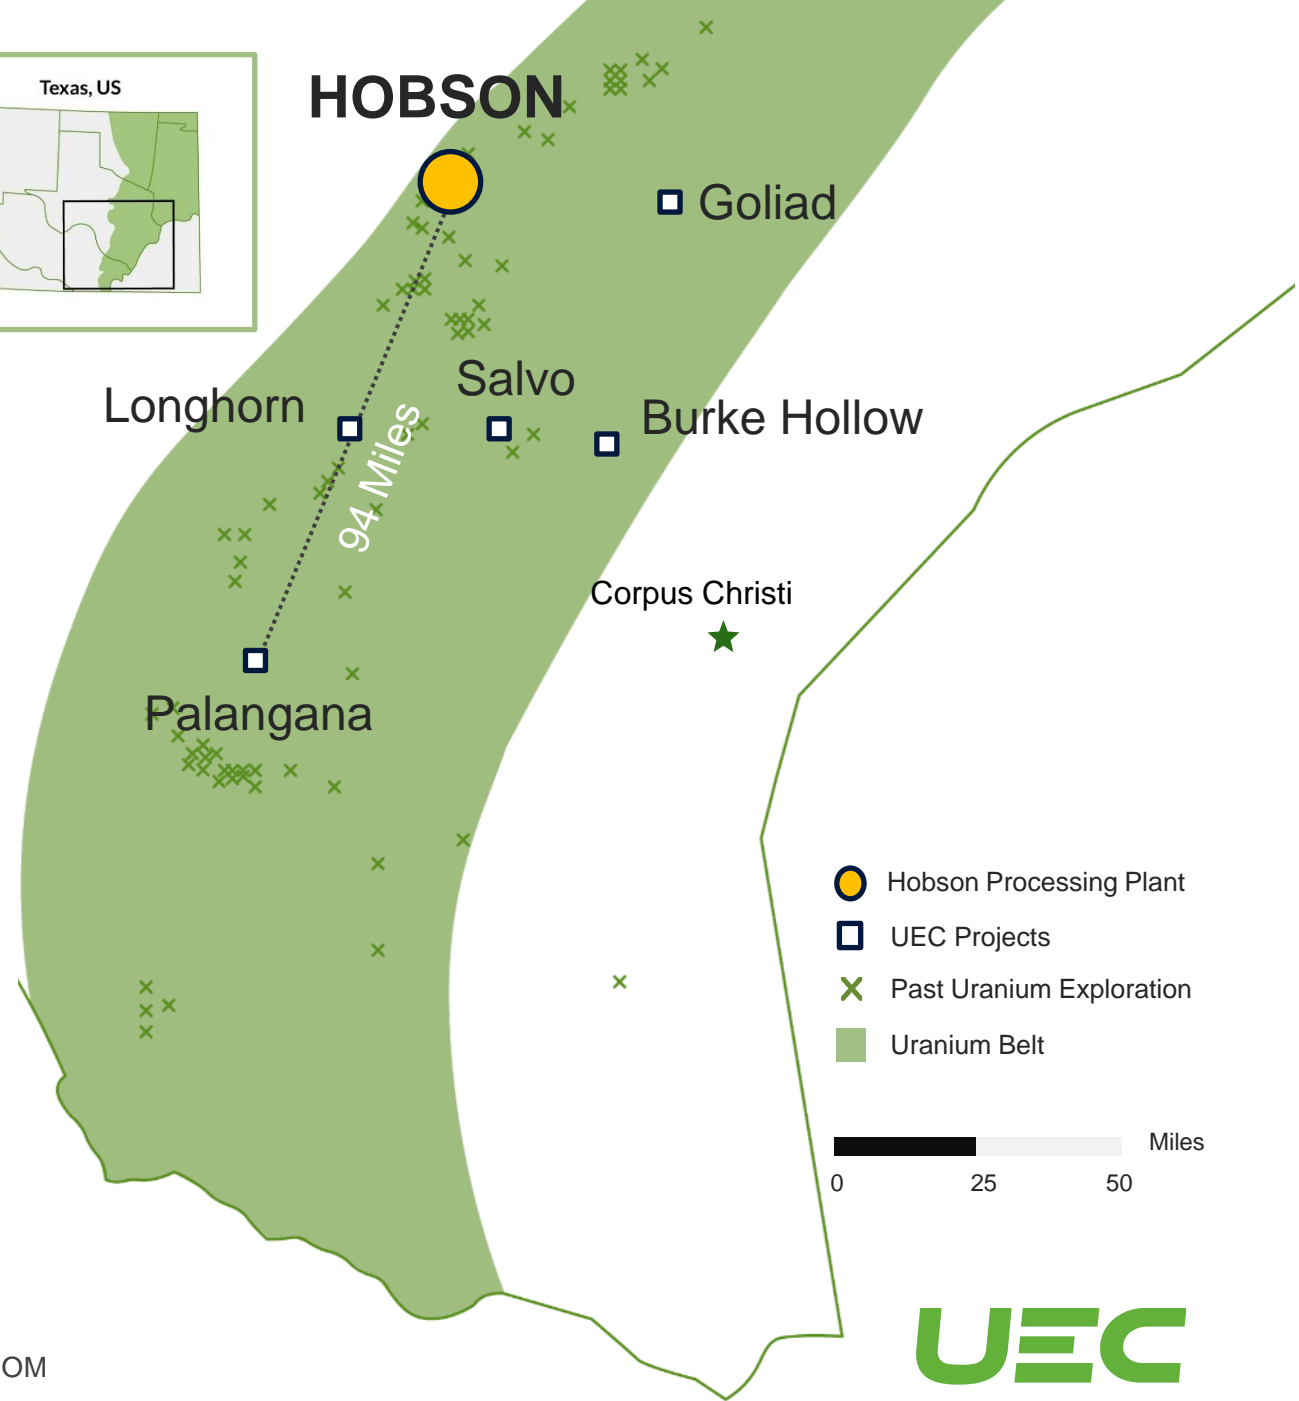 Texas, US
HOBSON
Goliad
Salvo
Longhorn
Burke Hollow
94 Miles
Corpus Christi
Palangana
Hobson Processing Plant
UEC Projects
Past Uranium Exploration
Uranium Belt
Miles
0 25 50
UEC
OM